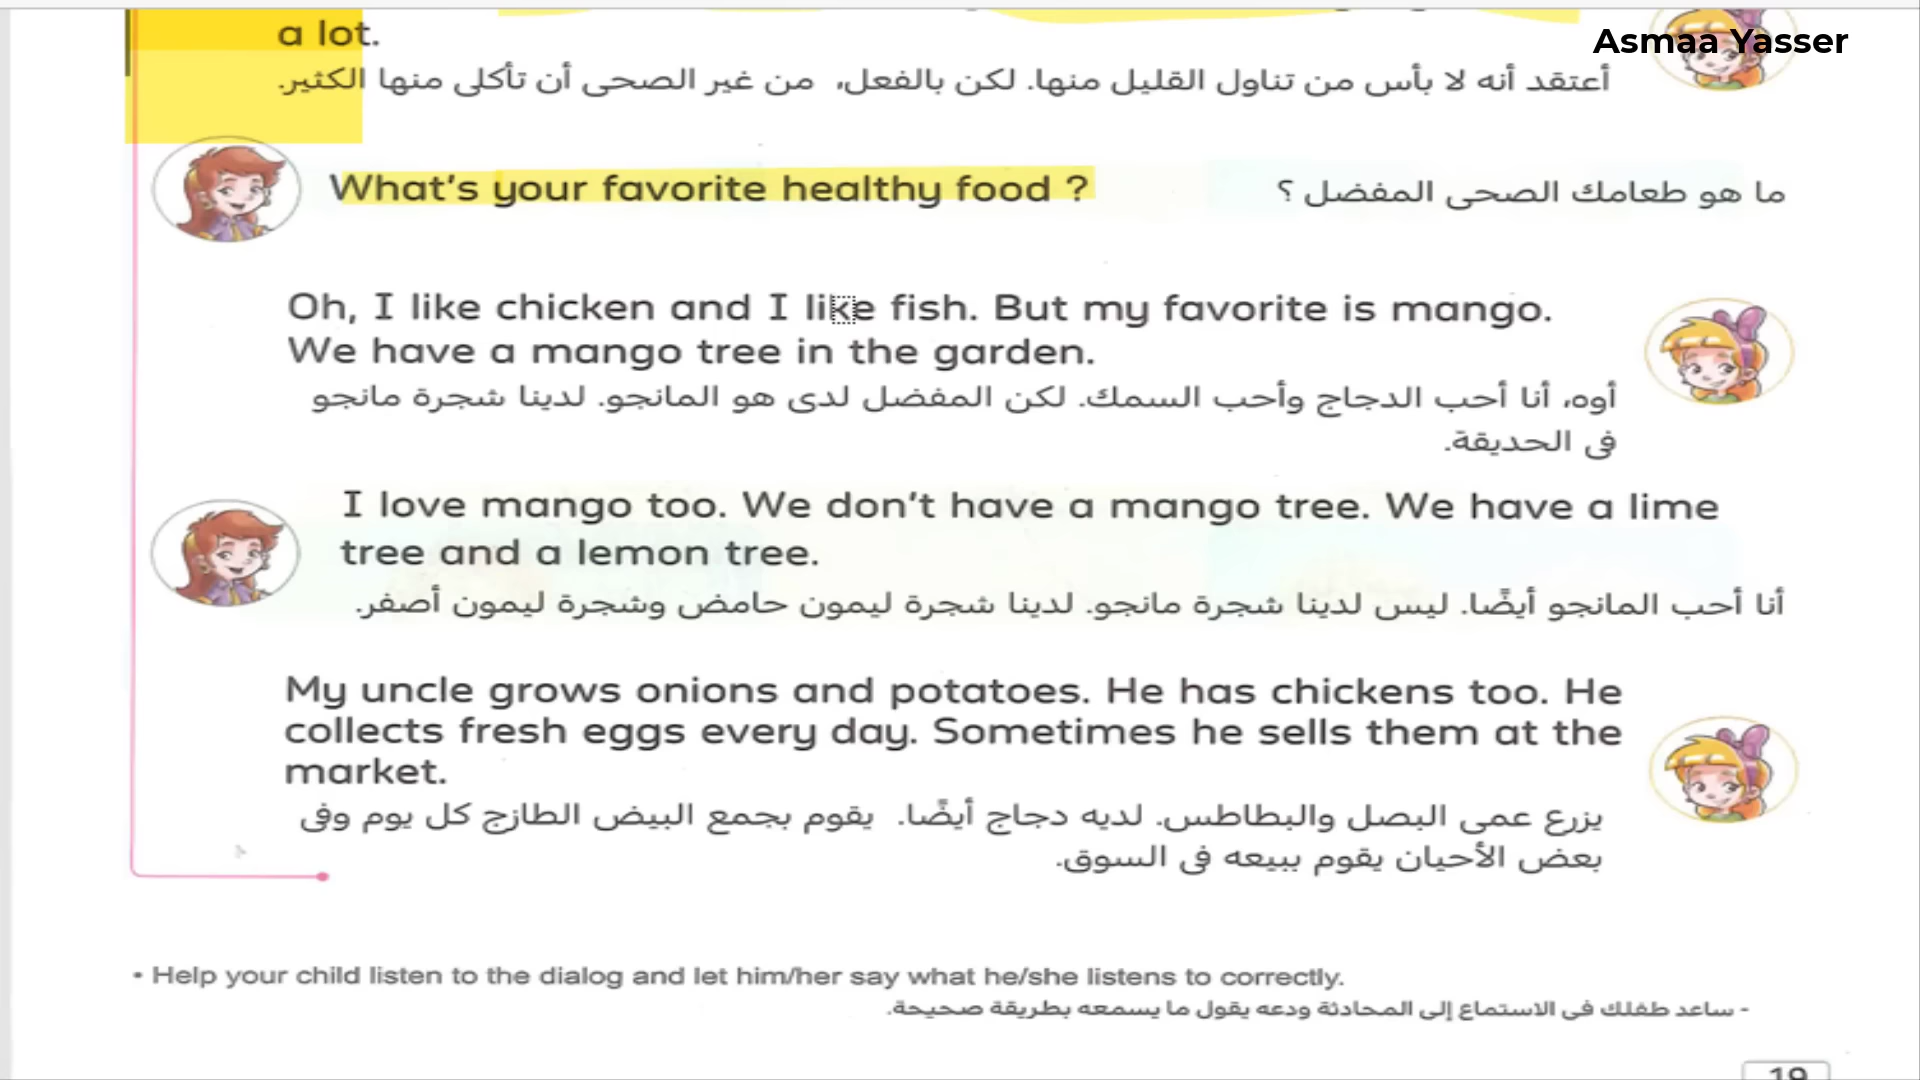 a lot.
Asmaa Yasser
أعتقد أنه لا بأس من تناول القليل منها. لكن بالفعل، من غير الصحى أن تأكلى منها الكثير.
What's your favorite healthy food ?
ما هو طعامك الصحى المفضل ؟
Oh, I like chicken and I like fish. But my favorite is mango.
We have a mango tree in the garden.
أوه، أنا أحب الدجاج وأحب السمك. لكن المفضل لدى هو المانجو. لدينا شجرة مانجو
فى الحديقة.
I love mango too. We don't have a mango tree. We have a lime
tree and a lemon tree.
أنا أحب المانجو أيضًا. ليس لدينا شجرة مانجو. لدينا شجرة ليمون حامض وشجرة ليمون أصفر.
My uncle grows onions and potatoes. He has chickens too. He
collects fresh eggs every day. Sometimes he sells them at the
market.
يزرع عمى البصل والبطاطس. لديه دجاج أيضًا. يقوم بجمع البيض الطازج كل يوم وفى
بعض الأحيان يقوم ببيعه فى السوق.
• Help your child listen to the dialog and let him/her say what he/she listens to correctly.
- ساعد طفلك فى الاستماع إلى المحادثة ودعه يقول ما يسمعه بطريقة صحيحة.
19